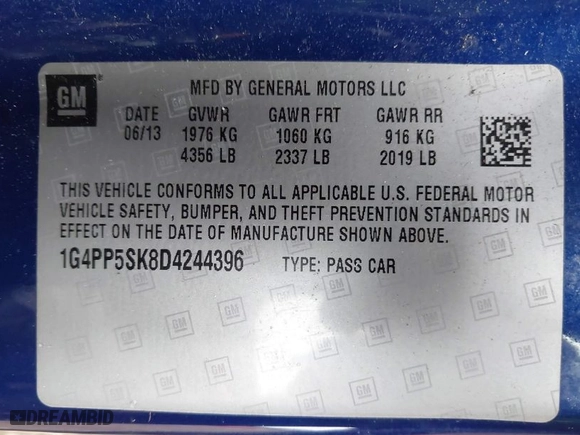 GM
MFD BY GENERAL MOTORS LLC
DATE GVWR GAWR FRT GAWR RR
06/13 1976 KG 1060 KG 916 KG
4356 LB 2337 LB 2019 LB
THIS VEHICLE CONFORMS TO ALL APPLICABLE U.S. FEDERAL MOTOR
VEHICLE SAFETY, BUMPER, AND THEFT PREVENTION STANDARDS IN
EFFECT ON THE DATE OF MANUFACTURE SHOWN ABOVE.
1G4PP5SK8D4244396 TYPE: PASS CAR
DREAMBID